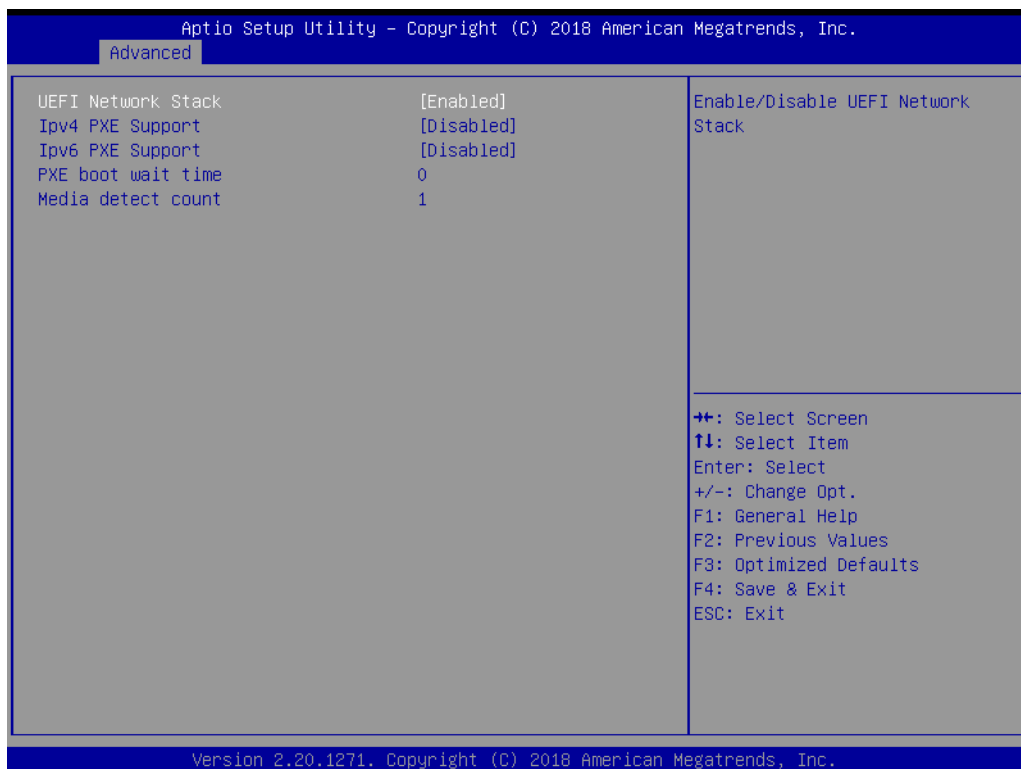 Aptio Setup Utility – Copyright (C) 2018 American Megatrends, Inc.
Advanced
UEFI Network Stack [Enabled]
Ipv4 PXE Support [Disabled]
Ipv6 PXE Support [Disabled]
PXE boot wait time 0
Media detect count 1
Enable/Disable UEFI Network
Stack
→←: Select Screen
↑↓: Select Item
Enter: Select
+/-: Change Opt.
F1: General Help
F2: Previous Values
F3: Optimized Defaults
F4: Save & Exit
ESC: Exit
Version 2.20.1271. Copyright (C) 2018 American Megatrends, Inc.